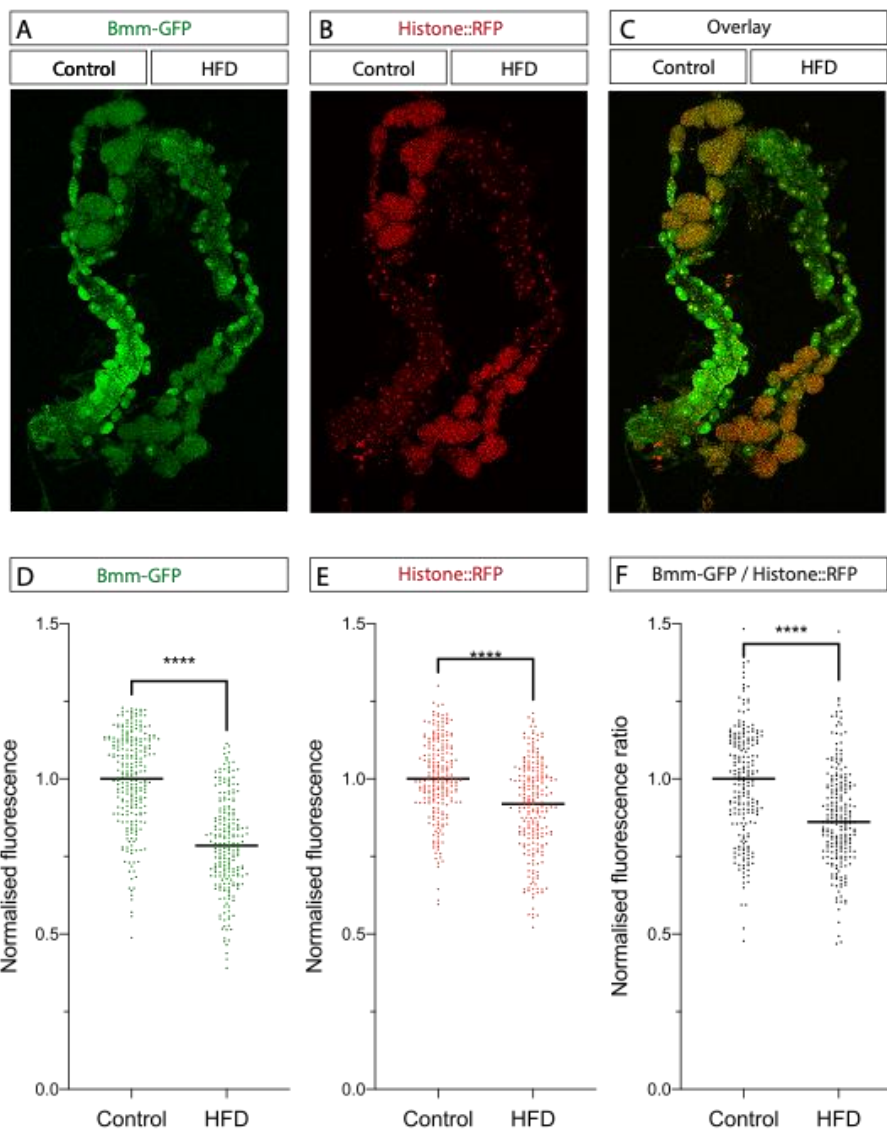 A Bmm-GFP
B Histone::RFP
C Overlay
Control HFD
Control HFD
Control HFD
D Bmm-GFP
E Histone::RFP
F Bmm-GFP / Histone::RFP
Normalised fluorescence
1.5
1.0
0.5
0.0
****
Control HFD
Normalised fluorescence
1.5
1.0
0.5
0.0
****
Control HFD
Normalised fluorescence ratio
1.5
1.0
0.5
0.0
****
Control HFD